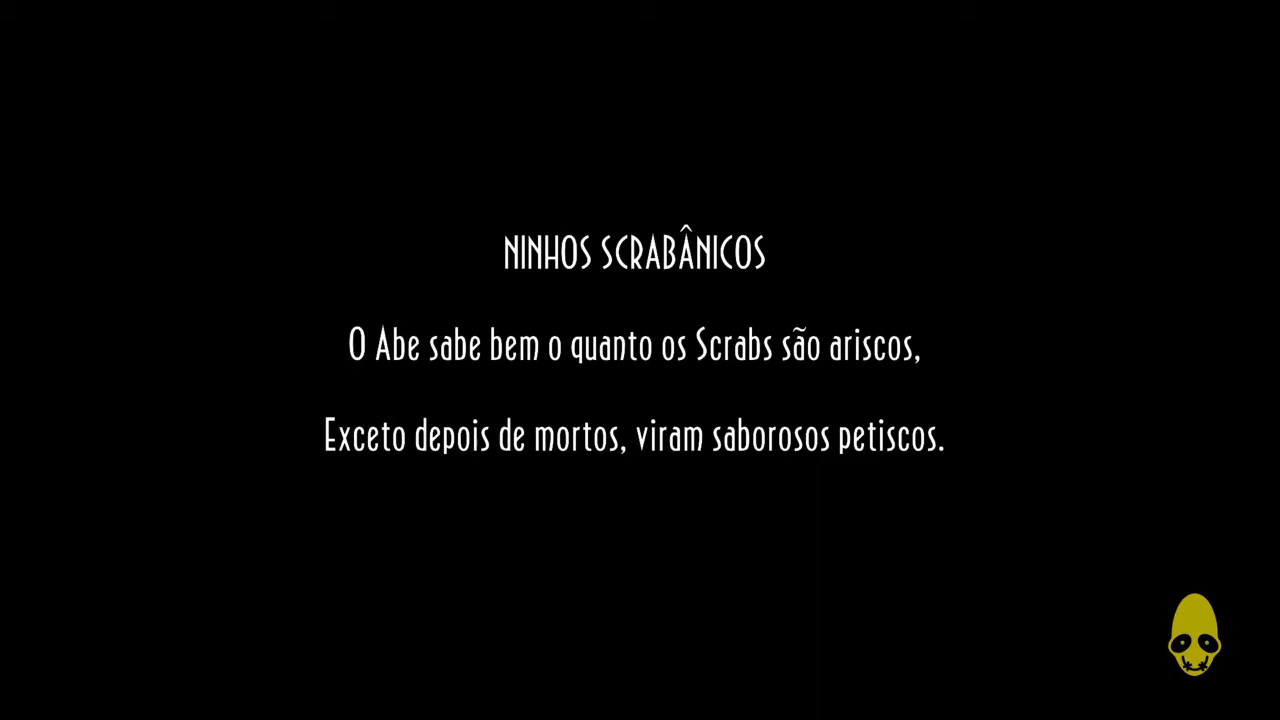 NINHOS SCRABÂNICOS
O Abe sabe bem o quanto os Scrabs são ariscos,
Exceto depois de mortos, viram saborosos petiscos.